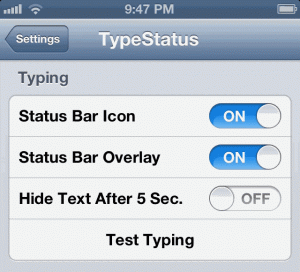 9:47 PM
Settings
TypeStatus
Typing
Status Bar Icon ON
Status Bar Overlay ON
Hide Text After 5 Sec. OFF
Test Typing